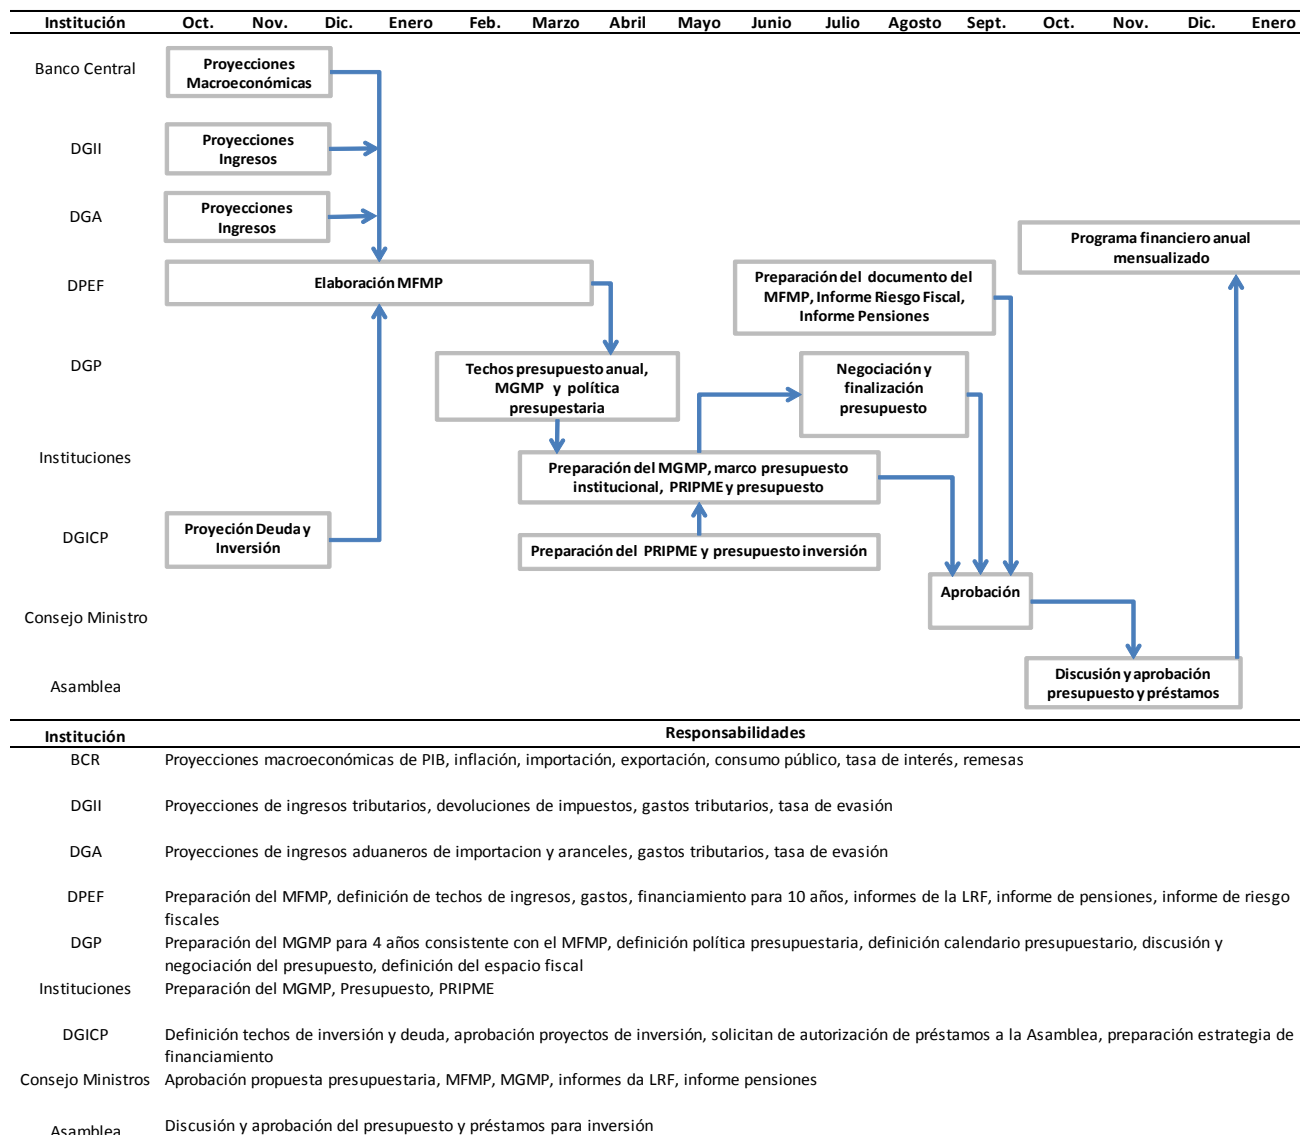 Institución Oct. Nov. Dic. Enero Feb. Marzo Abril Mayo Junio Julio Agosto Sept. Oct. Nov. Dic. Enero
Banco Central
Proyecciones
Macroeconómicas
DGII
Proyecciones
Ingresos
DGA
Proyecciones
Ingresos
Programa financiero anual
mensualizado
DPEF
Elaboración MFMP
Preparación del documento del
MFMP, Informe Riesgo Fiscal,
Informe Pensiones
DGP
Techos presupuesto anual,
MGMP y política
presupestaria
Negociación y
finalización
presupuesto
Instituciones
Preparación del MGMP, marco presupuesto
institucional, PRIPME y presupuesto
DGICP
Proyeción Deuda y
Inversión
Preparación del PRIPME y presupuesto inversión
Aprobación
Consejo Ministro
Asamblea
Discusión y aprobación
presupuesto y préstamos
Institución Responsabilidades
BCR Proyecciones macroeconómicas de PIB, inflación, importación, exportación, consumo público, tasa de interés, remesas
DGII Proyecciones de ingresos tributarios, devoluciones de impuestos, gastos tributarios, tasa de evasión
DGA Proyecciones de ingresos aduaneros de importacion y aranceles, gastos tributarios, tasa de evasión
DPEF Preparación del MFMP, definición de techos de ingresos, gastos, financiamiento para 10 años, informes de la LRF, informe de pensiones, informe de riesgo
fiscales
DGP Preparación del MGMP para 4 años consistente con el MFMP, definición política presupuestaria, definición calendario presupuestario, discusión y
negociación del presupuesto, definición del espacio fiscal
Instituciones Preparación del MGMP, Presupuesto, PRIPME
DGICP Definición techos de inversión y deuda, aprobación proyectos de inversión, solicitan de autorización de préstamos a la Asamblea, preparación estrategia de
financiamiento
Consejo Ministros Aprobación propuesta presupuestaria, MFMP, MGMP, informes da LRF, informe pensiones
Asamblea Discusión y aprobación del presupuesto y préstamos para inversión